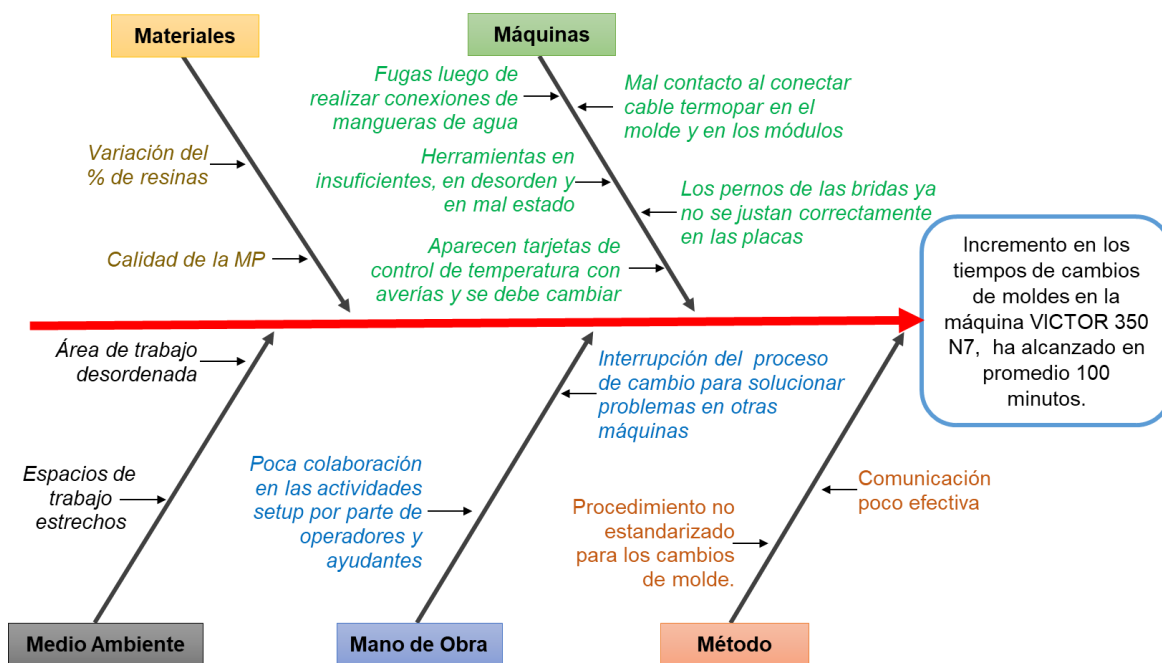 Materiales
Máquinas
Fugas luego de
realizar conexiones de
mangueras de agua
Mal contacto al conectar
cable termopar en el
molde y en los módulos
Variación del
% de resinas
Herramientas en
insuficientes, en desorden y
en mal estado
Los pernos de las bridas ya
no se justan correctamente
en las placas
Calidad de la MP
Aparecen tarjetas de
control de temperatura con
averías y se debe cambiar
Incremento en los
tiempos de cambios
de moldes en la
máquina VICTOR 350
N7, ha alcanzado en
promedio 100
minutos.
Área de trabajo
desordenada
Interrupción del proceso
de cambio para solucionar
problemas en otras
máquinas
Espacios de
trabajo
estrechos
Poca colaboración
en las actividades
setup por parte de
operadores y
ayudantes
Comunicación
poco efectiva
Procedimiento no
estandarizado
para los cambios
de molde.
Medio Ambiente
Mano de Obra
Método